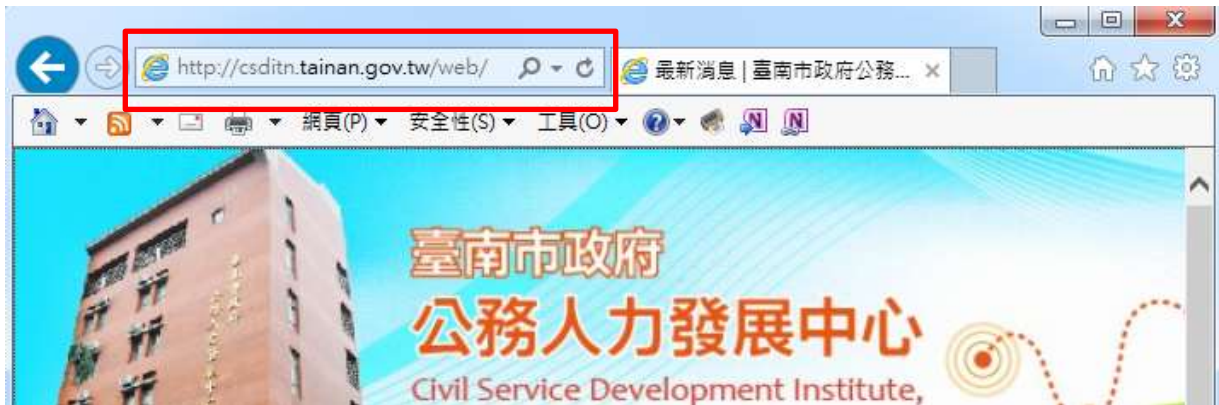 http://csditn.tainan.gov.tw/web/
最新消息 | 臺南市政府公務...
網頁(P) 安全性(S) 工具(O)
臺南市政府
公務人力發展中心
Civil Service Development Institute,